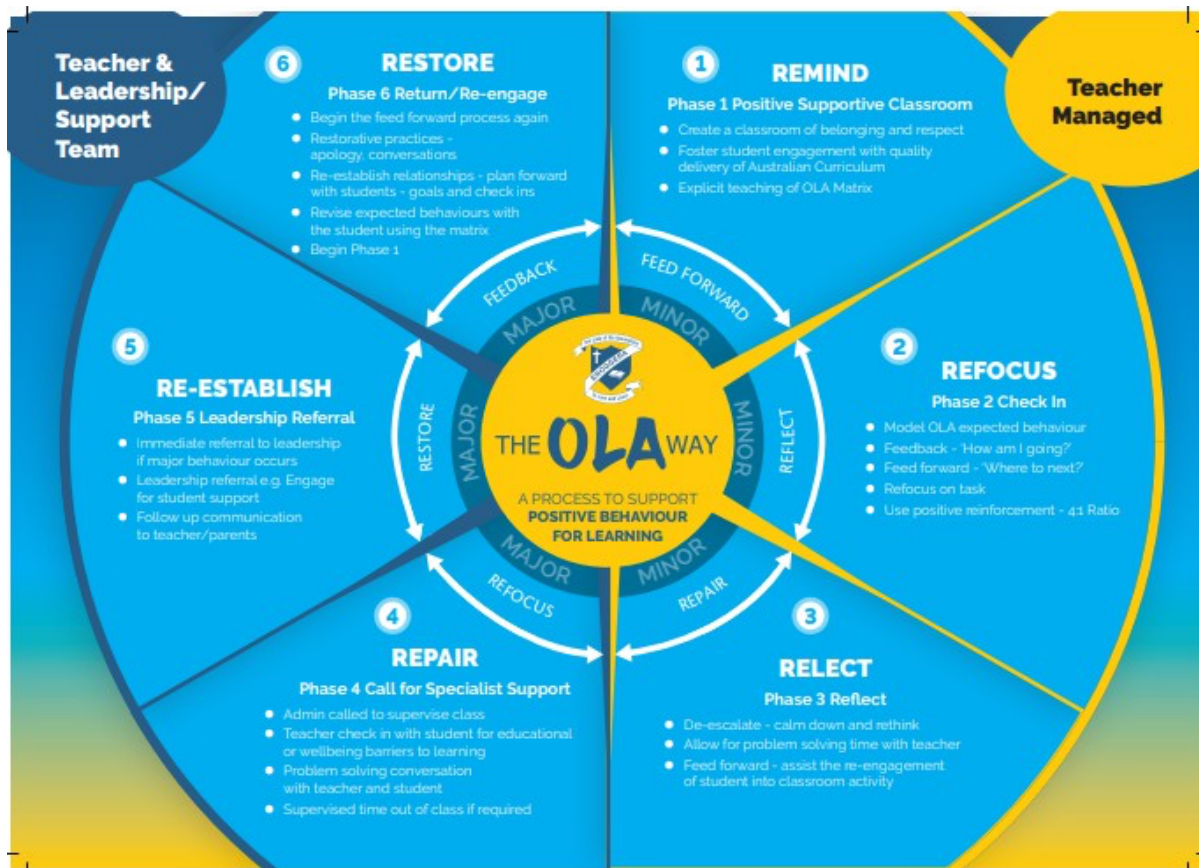 Teacher &
Leadership/
Support
Team
Teacher
Managed
1
REMIND
Phase 1 Positive Supportive Classroom
Create a classroom of belonging and respect
Foster student engagement with quality
delivery of Australian Curriculum
Explicit teaching of OLA Matrix
2
REFOCUS
Phase 2 Check In
Model OLA expected behaviour
Feedback - 'How am I going?'
Feed forward - 'Where to next?'
Refocus on task
Use positive reinforcement - 4:1 Ratio
3
RELECT
Phase 3 Reflect
De-escalate - calm down and rethink
Allow for problem solving time with teacher
Feed forward - assist the re-engagement
of student into classroom activity
4
REPAIR
Phase 4 Call for Specialist Support
Admin called to supervise class
Teacher check in with student for educational
or wellbeing barriers to learning
Problem solving conversation
with teacher and student
Supervised time out of class if required
5
RE-ESTABLISH
Phase 5 Leadership Referral
Immediate referral to leadership
if major behaviour occurs
Leadership referral e.g. Engage
for student support
Follow up communication
to teacher/parents
6
RESTORE
Phase 6 Return/Re-engage
Begin the feed forward process again
Restorative practices -
apology, conversations
Re-establish relationships - plan forward
with students - goals and check ins
Revise expected behaviours with
the student using the matrix
Begin Phase 1
FEED FORWARD
REFLECT
REPAIR
REFOCUS
RESTORE
FEEDBACK
MINOR
MINOR
MINOR
MAJOR
MAJOR
MAJOR
ENOGGERA
THE OLA WAY
A PROCESS TO SUPPORT
POSITIVE BEHAVIOUR
FOR LEARNING